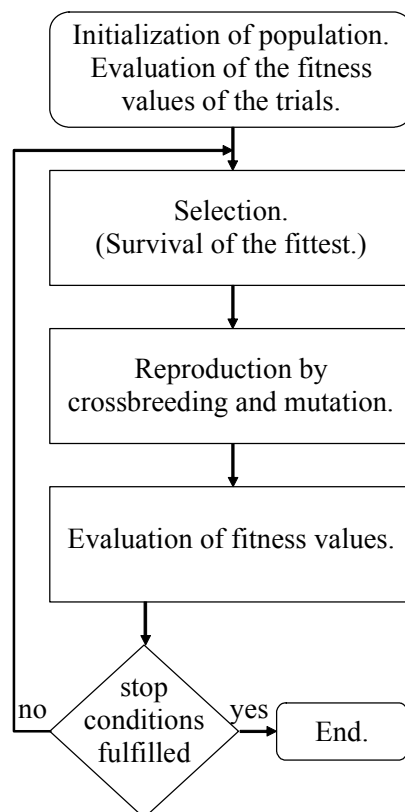 Initialization of population.
Evaluation of the fitness
values of the trials.
Selection.
(Survival of the fittest.)
Reproduction by
crossbreeding and mutation.
Evaluation of fitness values.
stop
conditions
fulfilled
no
yes
End.